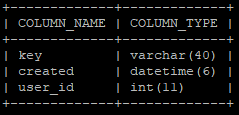 +-------------+-------------+
| COLUMN_NAME | COLUMN_TYPE |
+-------------+-------------+
| key         | varchar(40) |
| created     | datetime(6) |
| user_id     | int(11)     |
+-------------+-------------+